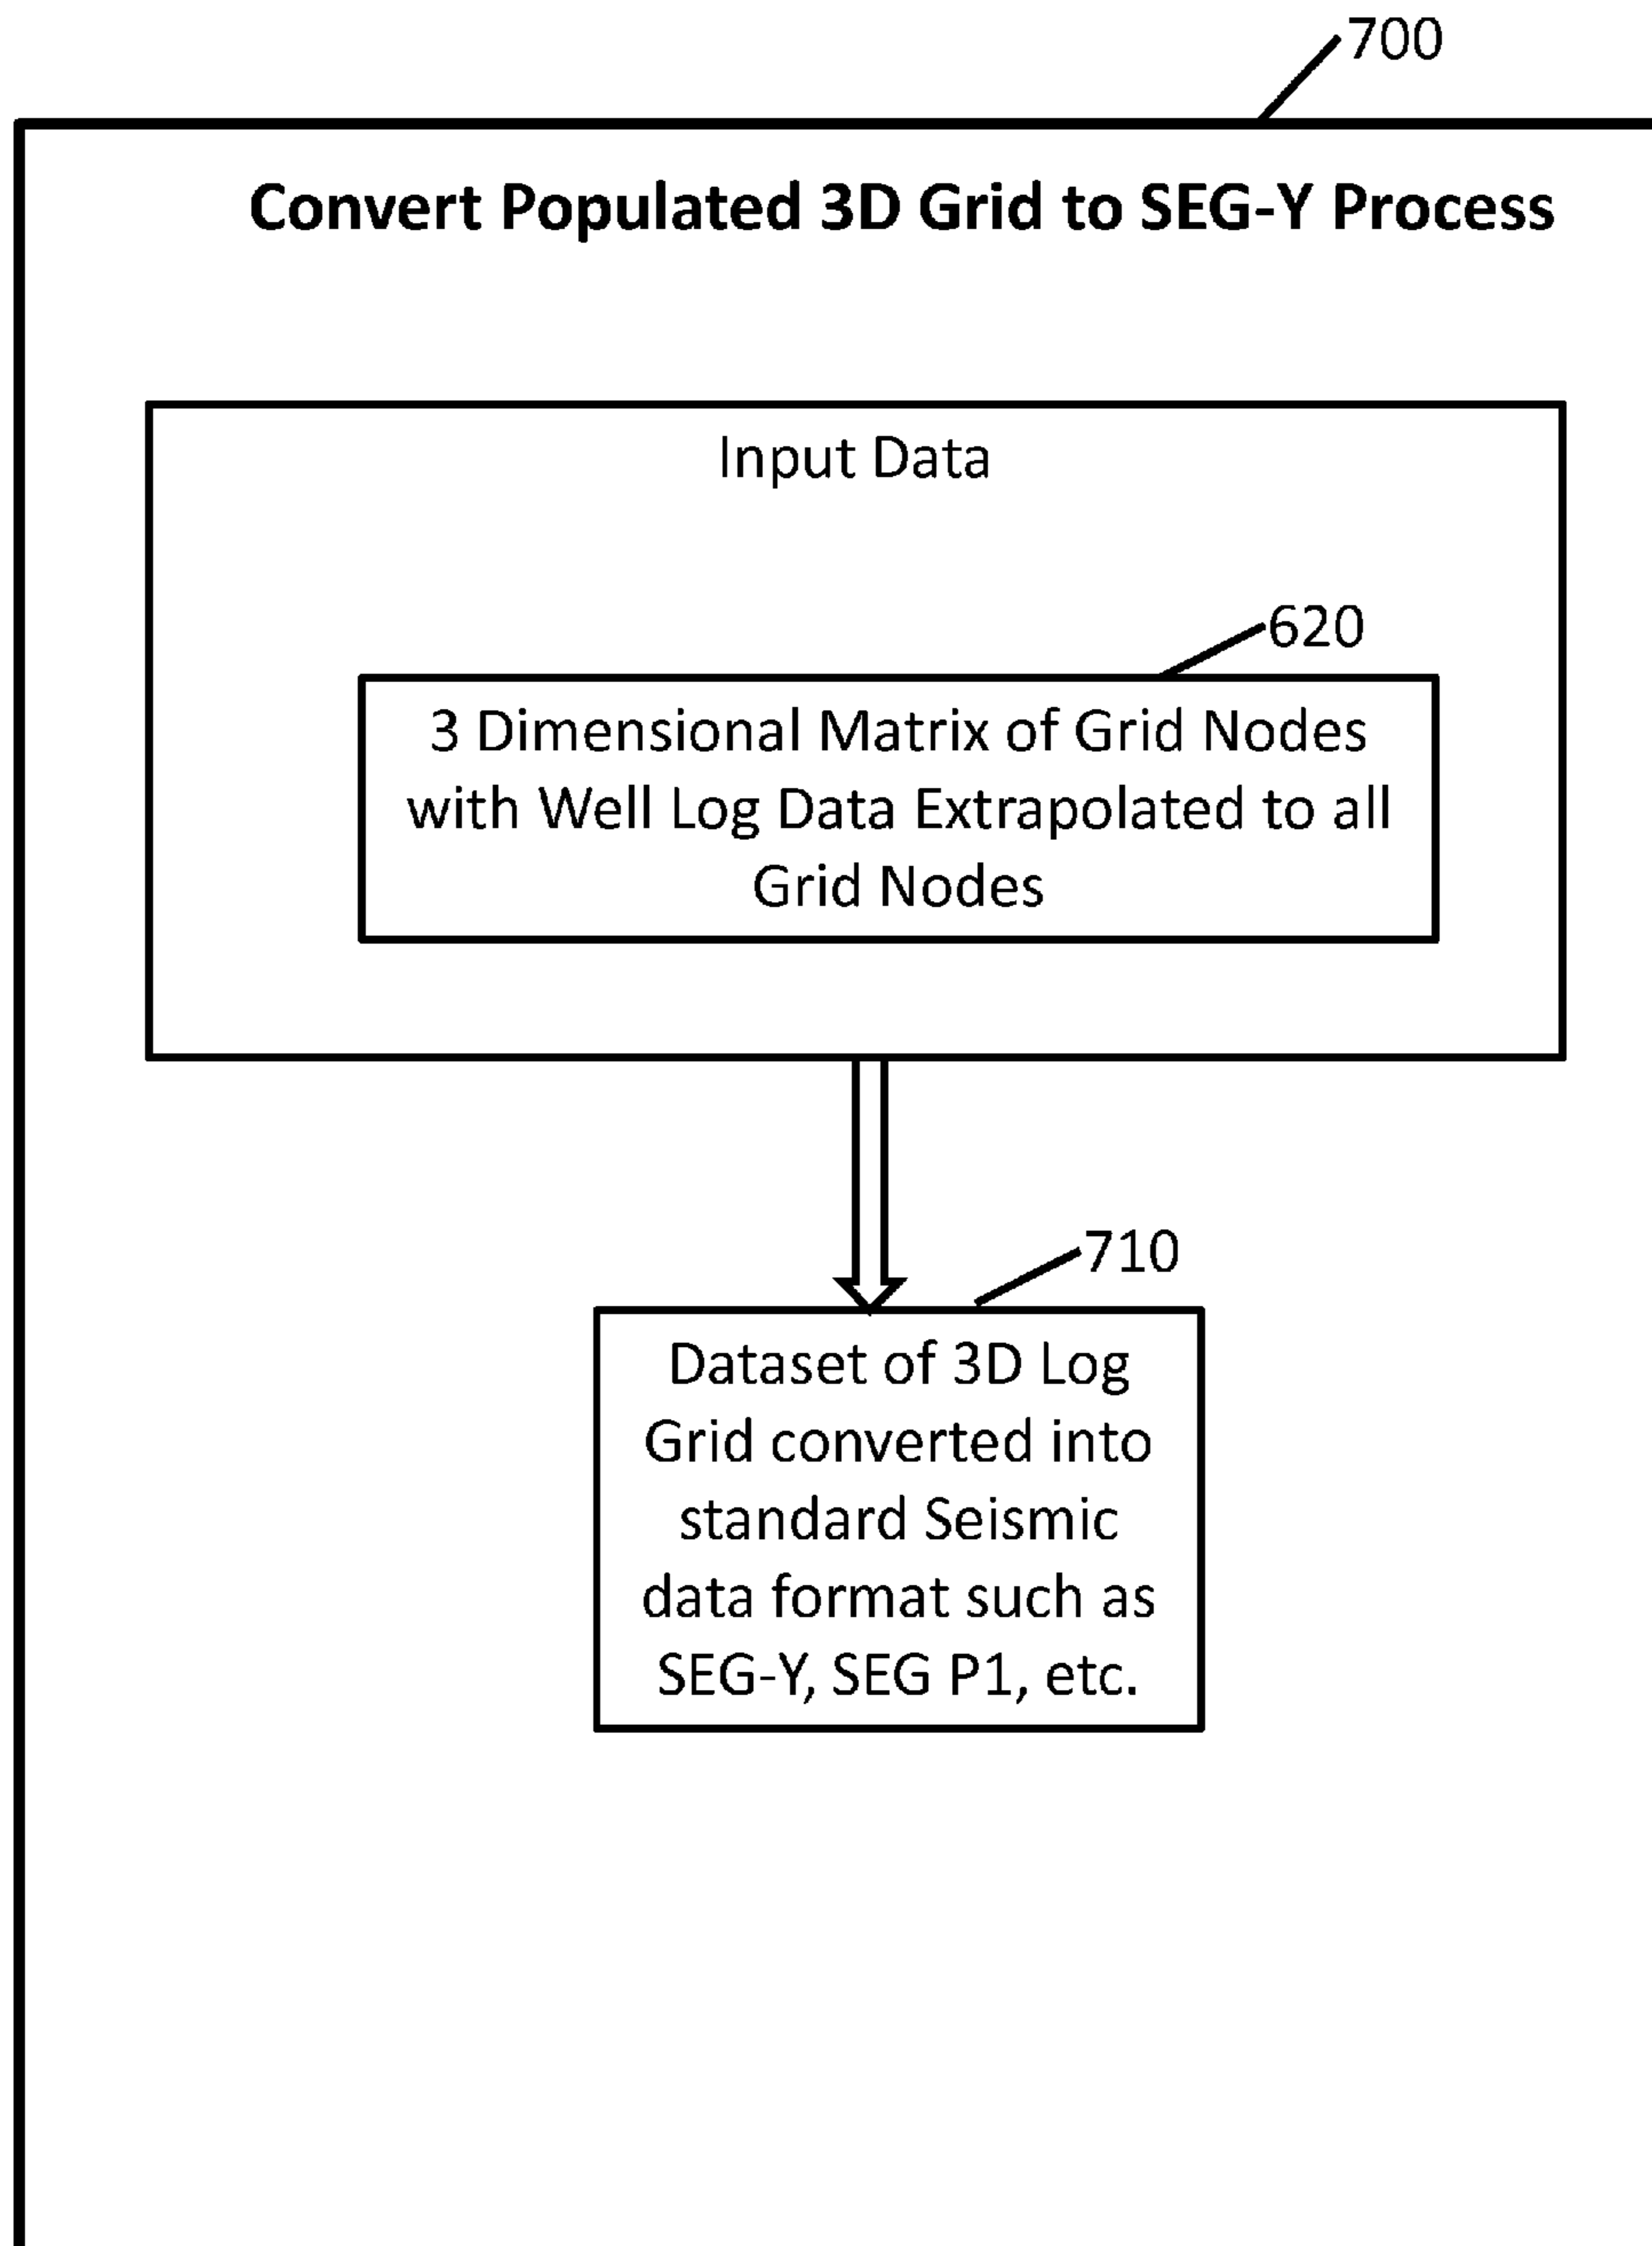 700
Convert Populated 3D Grid to SEG-Y Process
Input Data
620
3 Dimensional Matrix of Grid Nodes
with Well Log Data Extrapolated to all
Grid Nodes
710
Dataset of 3D Log
Grid converted into
standard Seismic
data format such as
SEG-Y, SEG P1, etc.